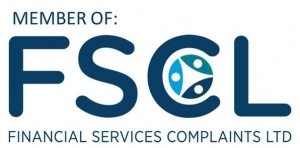 MEMBER OF:
FSCL
FINANCIAL SERVICES COMPLAINTS LTD